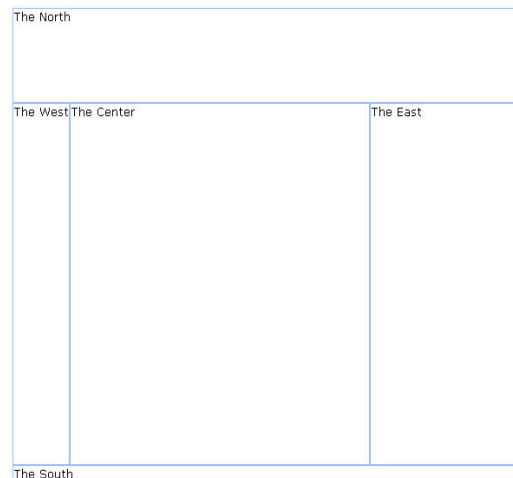 The North
The West
The Center
The East
The South